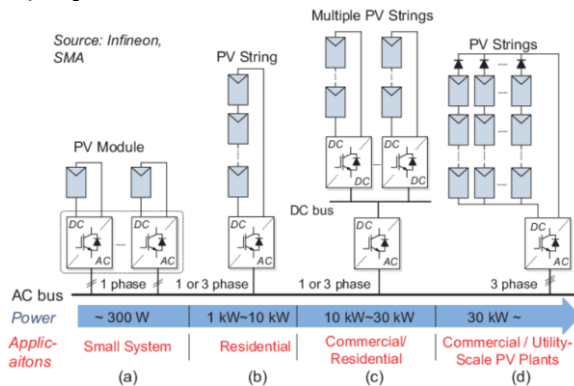 Multiple PV Strings
Source: Infineon,
SMA
PV String
PV Strings
PV Module
DC
DC
AC
DC
AC
DC
AC
DC
DC
DC
DC
DC bus
DC
AC
DC
AC
1 phase
1 or 3 phase
1 or 3 phase
3 phase
AC bus
Power
~ 300 W
1 kW~10 kW
10 kW~30 kW
30 kW ~
Applic-
aitons
Small System
Residential
Commercial/
Residential
Commercial / Utility-
Scale PV Plants
(a)
(b)
(c)
(d)